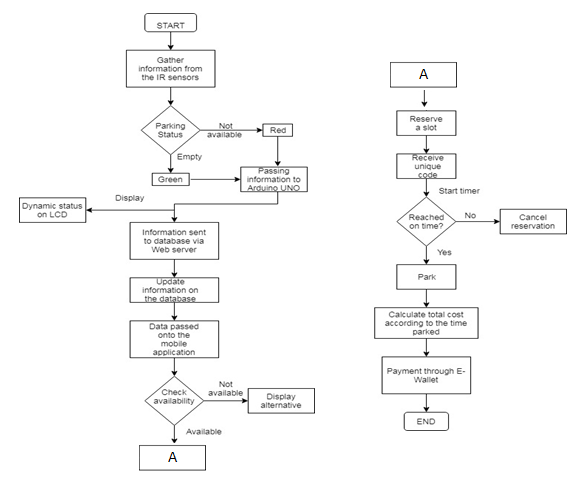 START
Gather
information from
the IR sensors
Parking
Status
Not
available
Red
Empty
Green
Passing
information to
Arduino UNO
Display
Dynamic status
on LCD
Information sent
to database via
Web server
Update
information on
the database
Data passed
onto the
mobile
application
Check
availability
Not
available
Display
alternative
Available
A
A
Reserve
a slot
Receive
unique
code
Start timer
Reached
on time?
No
Cancel
reservation
Yes
Park
Calculate total cost
according to the time
parked
Payment through E-
Wallet
END